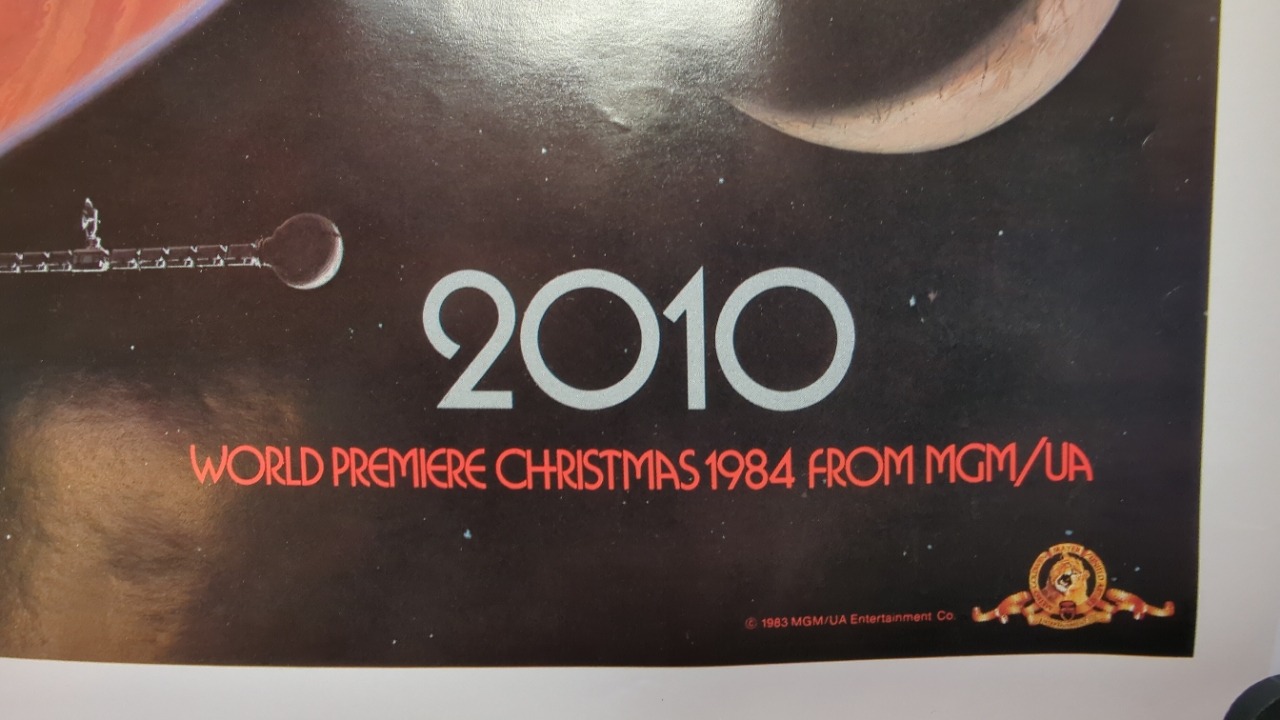 2010
WORLD PREMIERE CHRISTMAS 1984 FROM MGM/UA
© 1983 MGM/UA Entertainment Co.